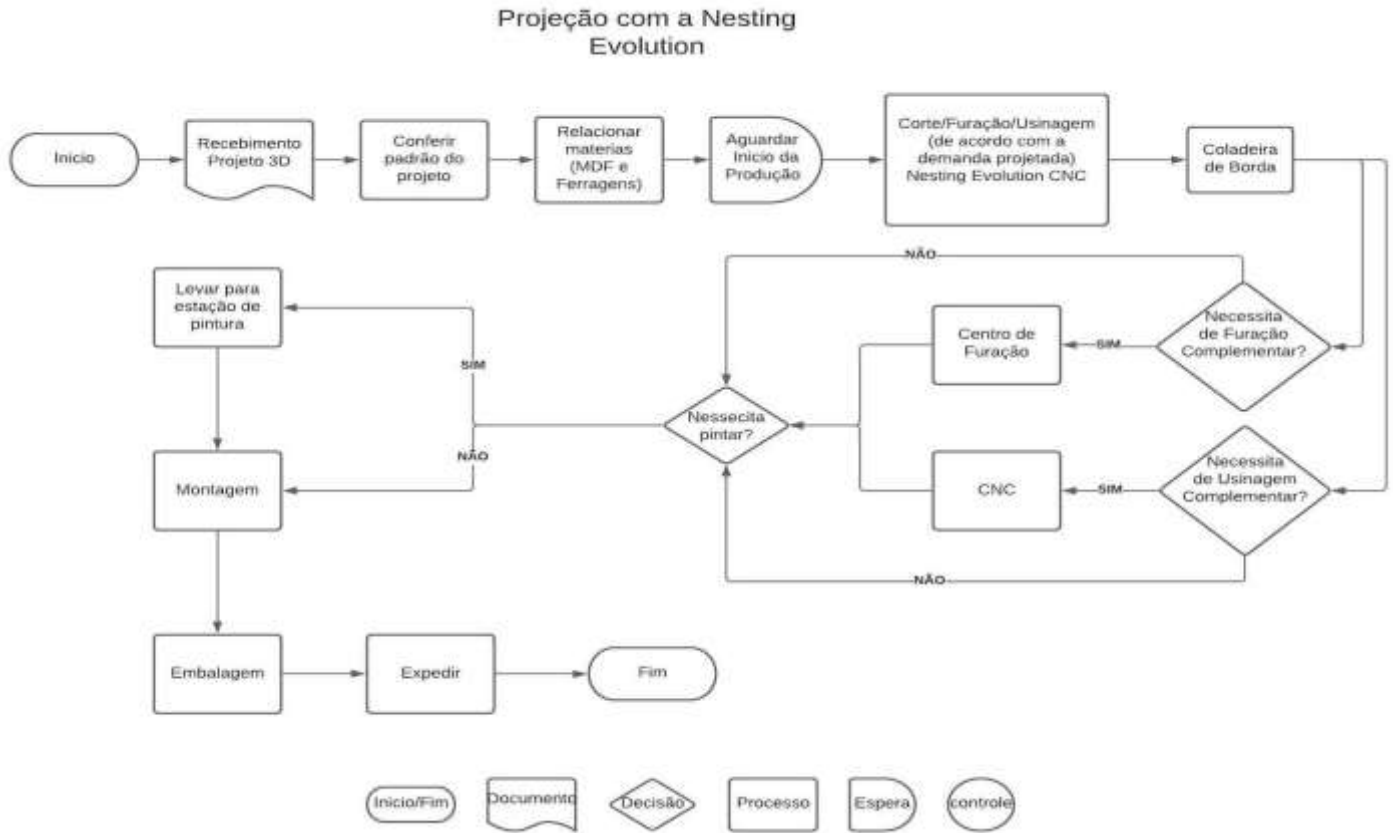 Projeção com a Nesting
Evolution
Inicio
Recebimento
Projeto 3D
Conferir
padrão do
projeto
Relacionar
materias
(MDF e
Ferragens)
Aguardar
Inicio da
Produção
Corte/Furação/Usinagem
(de acordo com a
demanda projetada)
Nesting Evolution CNC
Coladeira
de Borda
NÃO
Levar para
estação de
pintura
Centro de
Furação
SIM
Necessita
de Furação
Complementar?
SIM
Nessecita
pintar?
NÃO
Montagem
CNC
SIM
Necessita
de Usinagem
Complementar?
NÃO
Embalagem
Expedir
Fim
Inicio/Fim
Documento
Decisão
Processo
Espera
controle